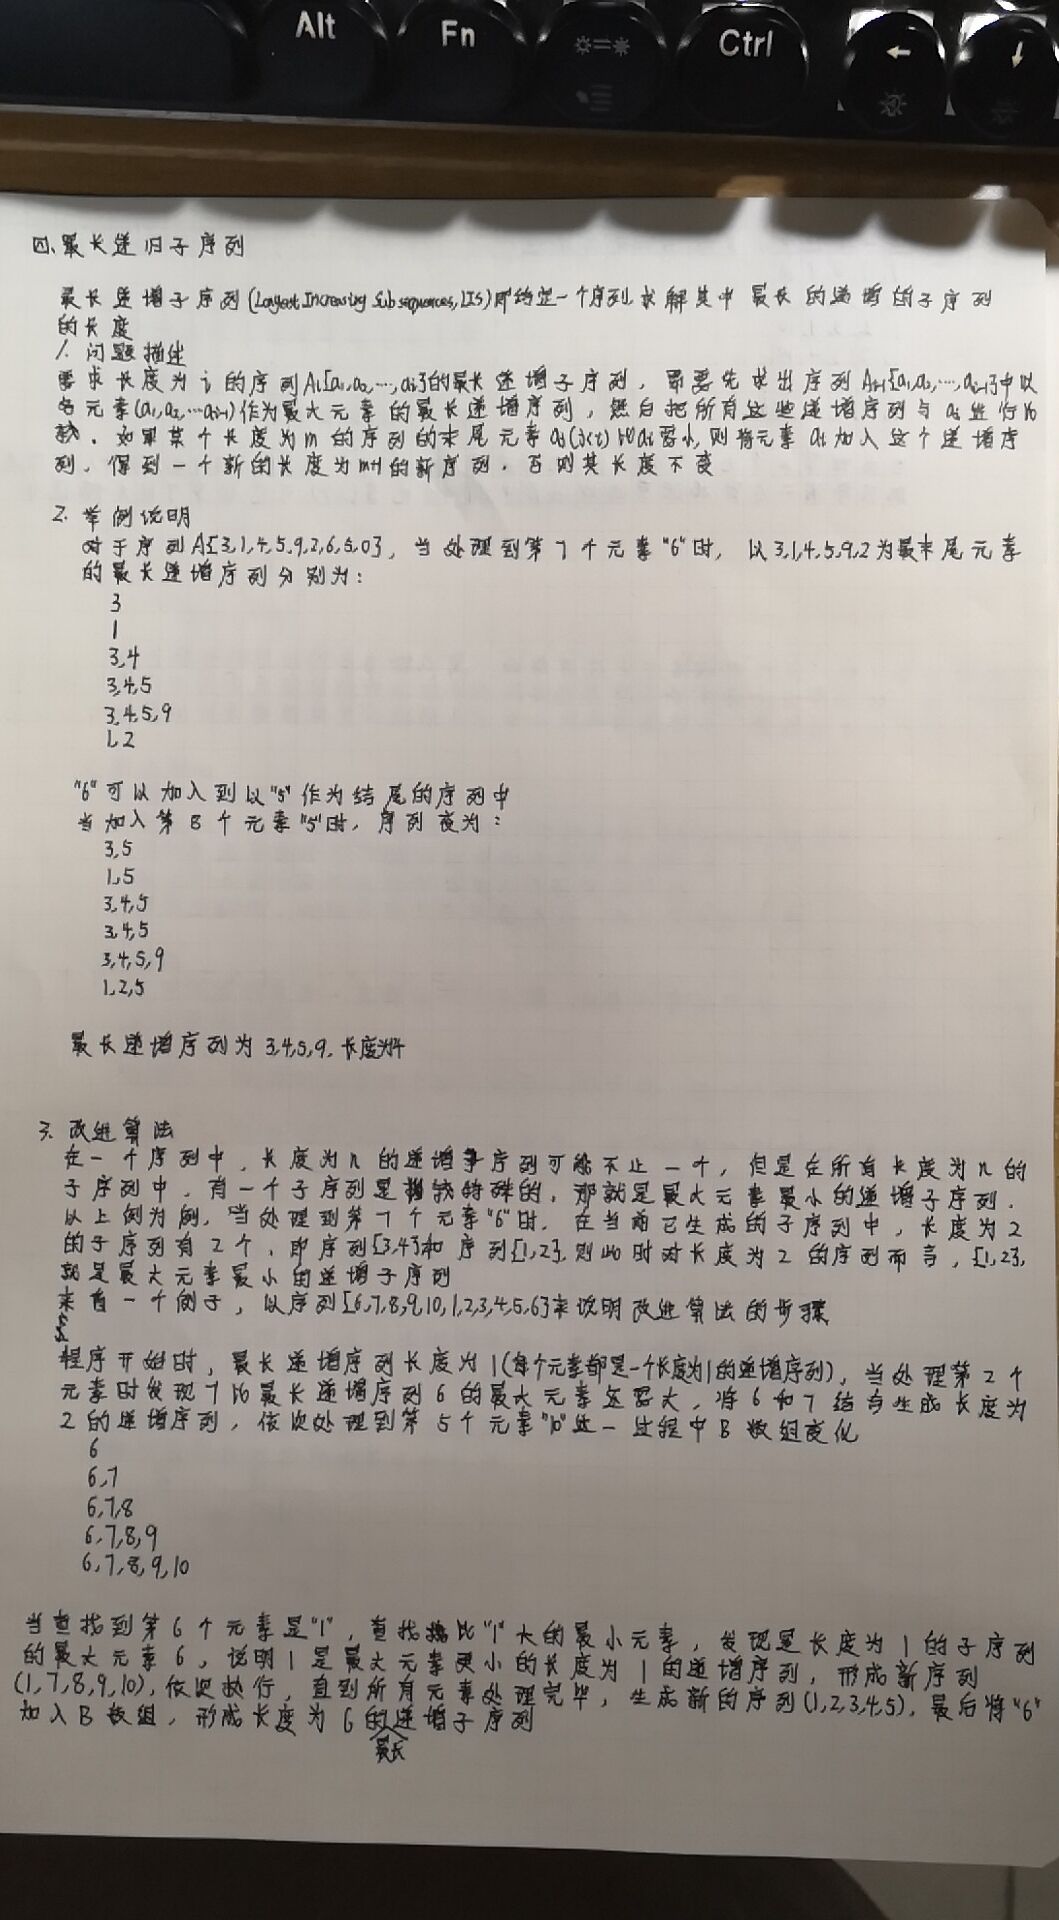 Alt
Fn
Ctrl
四、最长递归子序列
最长递增子序列(Longest Increasing Subsequences, LIS)即给定一个序列,求解其中最长的递增的子序列
的长度
1. 问题描述
要求长度为i的序列Ai{a₁,a₂,…,ai}的最长递增子序列，需要先求出序列Ai-1{a₁,a₂,…,ai-1}中以
各元素(a₁,a₂,…ai-1)作为最大元素的最长递增序列，然后把所有这些递增序列与ai进行比
较，如果某个长度为m的序列的末尾元素aj(j<i)比ai要小,则将元素ai加入这个递增序
列，得到一个新的长度为m+1的新序列，否则其长度不变
2. 举例说明
对于序列A{3,1,4,5,9,2,6,5,0}，当处理到第7个元素"6"时，以3,1,4,5,9,2为最末尾元素
的最长递增序列分别为：
3
1
3,4
3,4,5
3,4,5,9
1,2
"6"可以加入到以"5"作为结尾的序列中
当加入第8个元素"5"时，序列变为：
3,5
1,5
3,4,5
3,4,5
3,4,5,9
1,2,5
最长递增序列为3,4,5,9,长度为4
3. 改进算法
在一个序列中，长度为n的递增子序列可能不止一个，但是在所有长度为n的
子序列中，有一个子序列是比较特殊的，那就是最大元素最小的递增子序列.
以上例为例，当处理到第7个元素"6"时，在当前已生成的子序列中，长度为2
的子序列有2个，即序列{3,4}和序列{1,2},则此时对长度为2的序列而言，{1,2},
就是最大元素最小的递增子序列
来看一个例子，以序列{6,7,8,9,10,1,2,3,4,5,6}来说明改进算法的步骤
程序开始时，最长递增序列长度为1(每个元素都是一个长度为1的递增序列)，当处理第2个
元素时发现7比最长递增序列6的最大元素还要大，将6和7结合生成长度为
2的递增序列，依次处理到第5个元素"10"这一过程中B数组变化
6
6,7
6,7,8
6,7,8,9
6,7,8,9,10
当查找到第6个元素是"1"，查找比"1"大的最小元素，发现是长度为1的子序列
的最大元素6，说明1是最大元素更小的长度为1的递增序列，形成新序列
(1,7,8,9,10),依次执行，直到所有元素处理完毕，生成新的序列(1,2,3,4,5),最后将"6"
加入B数组，形成长度为6的最长递增子序列